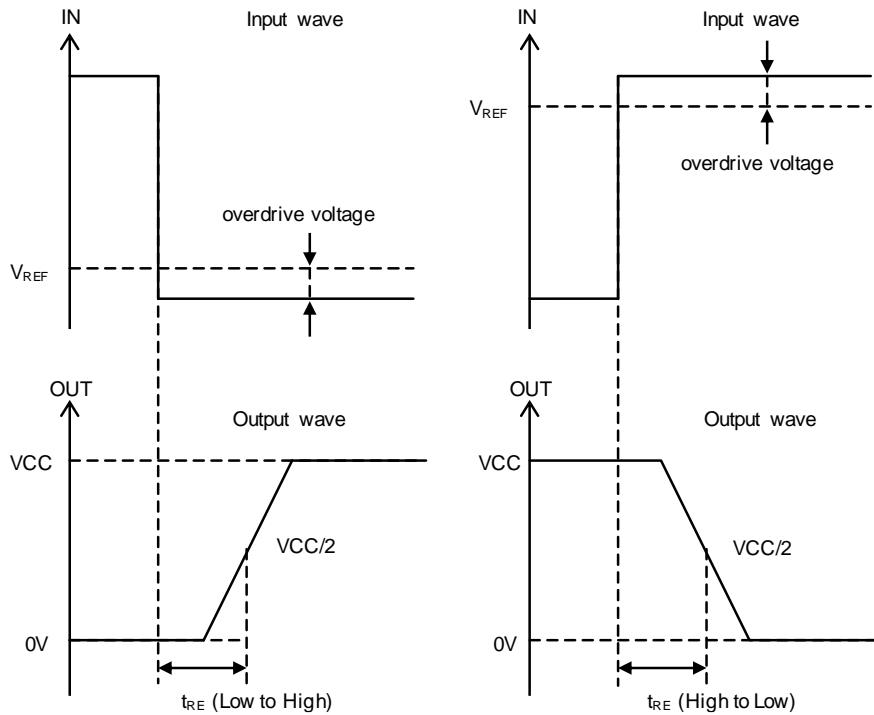 IN
Input wave
overdrive voltage
VREF
OUT
Output wave
VCC
VCC/2
0V
tRE (Low to High)
IN
Input wave
VREF
overdrive voltage
OUT
Output wave
VCC
VCC/2
0V
tRE (High to Low)